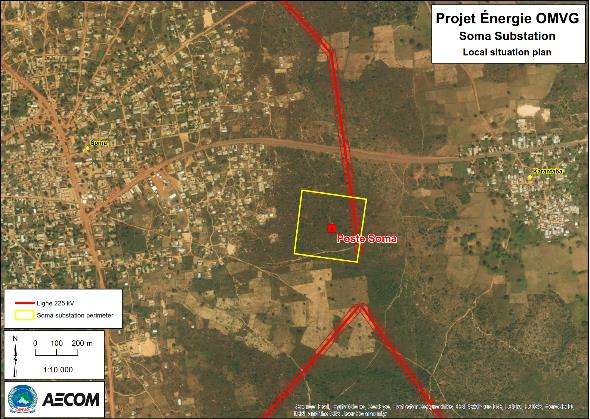 Projet Énergie OMVG
Soma Substation
Local situation plan
Soma
Karantaba
Poste Soma
Ligne 225 kV
Soma substation perimeter
N
0 100 200 m
1:10 000
AECOM